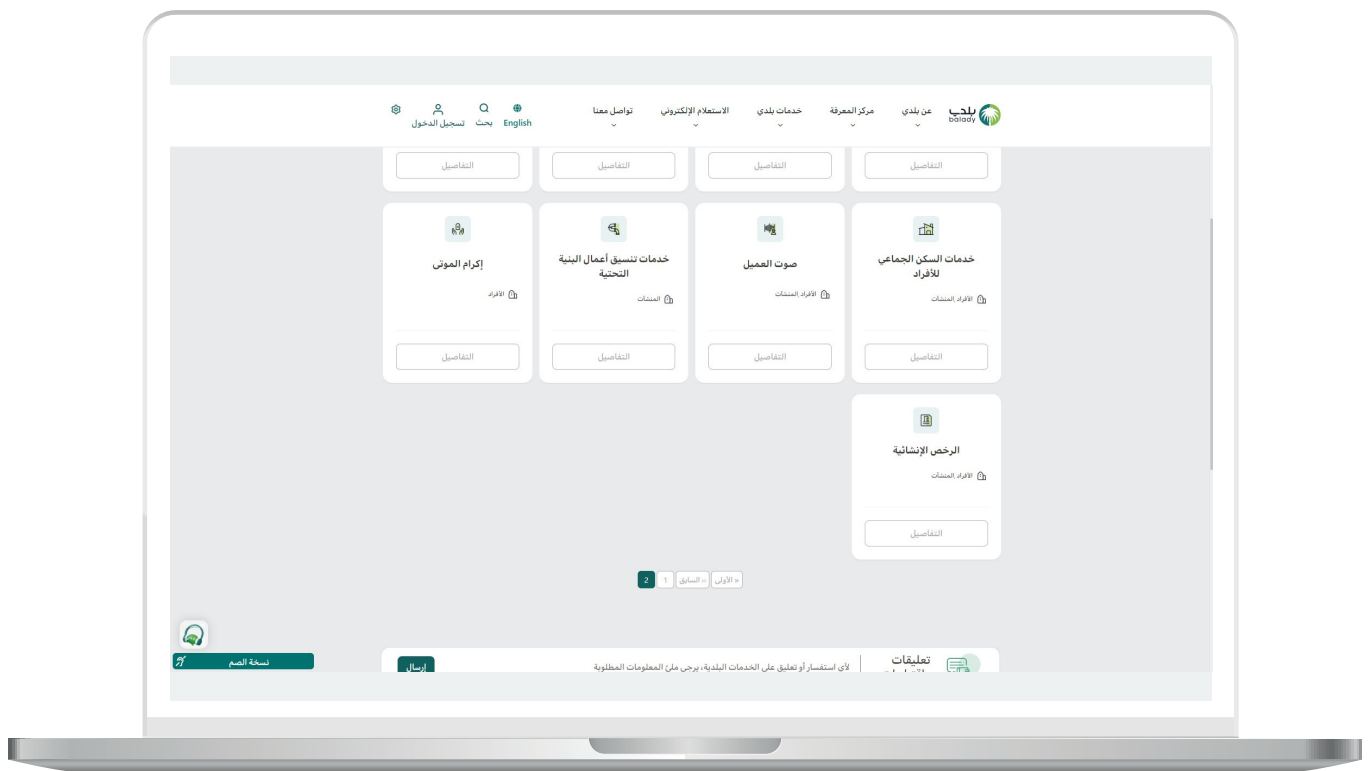 بلدي
balady
عن بلدي
مركز المعرفة
خدمات بلدي
الاستعلام الإلكتروني
تواصل معنا
English
بحث
تسجيل الدخول
التفاصيل
التفاصيل
التفاصيل
التفاصيل
خدمات السكن الجماعي
للأفراد
الأفراد,المنشآت
التفاصيل
صوت العميل
الأفراد,المنشآت
التفاصيل
خدمات تنسيق أعمال البنية
التحتية
المنشآت
التفاصيل
إكرام الموتى
الأفراد
التفاصيل
الرخص الإنشائية
الأفراد,المنشآت
التفاصيل
« الأولى
‹‹ السابق
1
2
نسخة الصم
تعليقات
لأي استفسار أو تعليق على الخدمات البلدية، يرجى ملئ المعلومات المطلوبة
إرسال